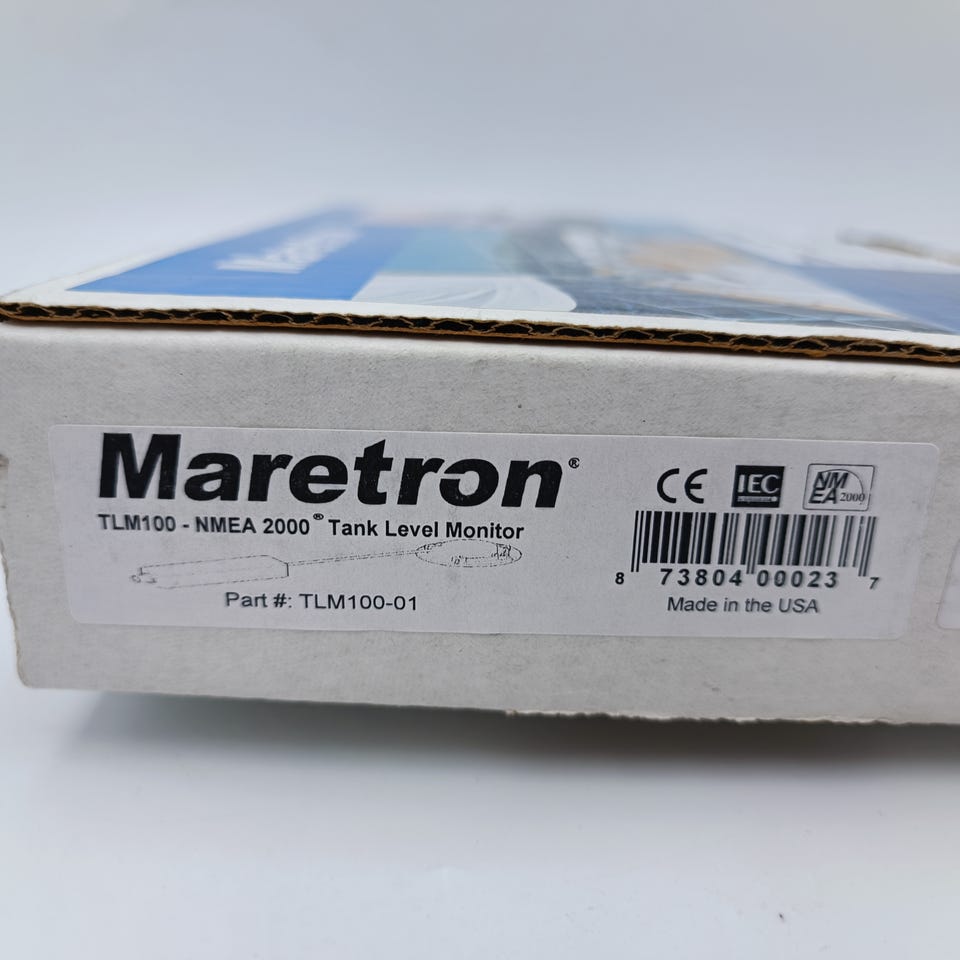 Maretron®
TLM100 - NMEA 2000® Tank Level Monitor
Part #: TLM100-01
CE IEC NMEA 2000
8 73804 00023 7
Made in the USA